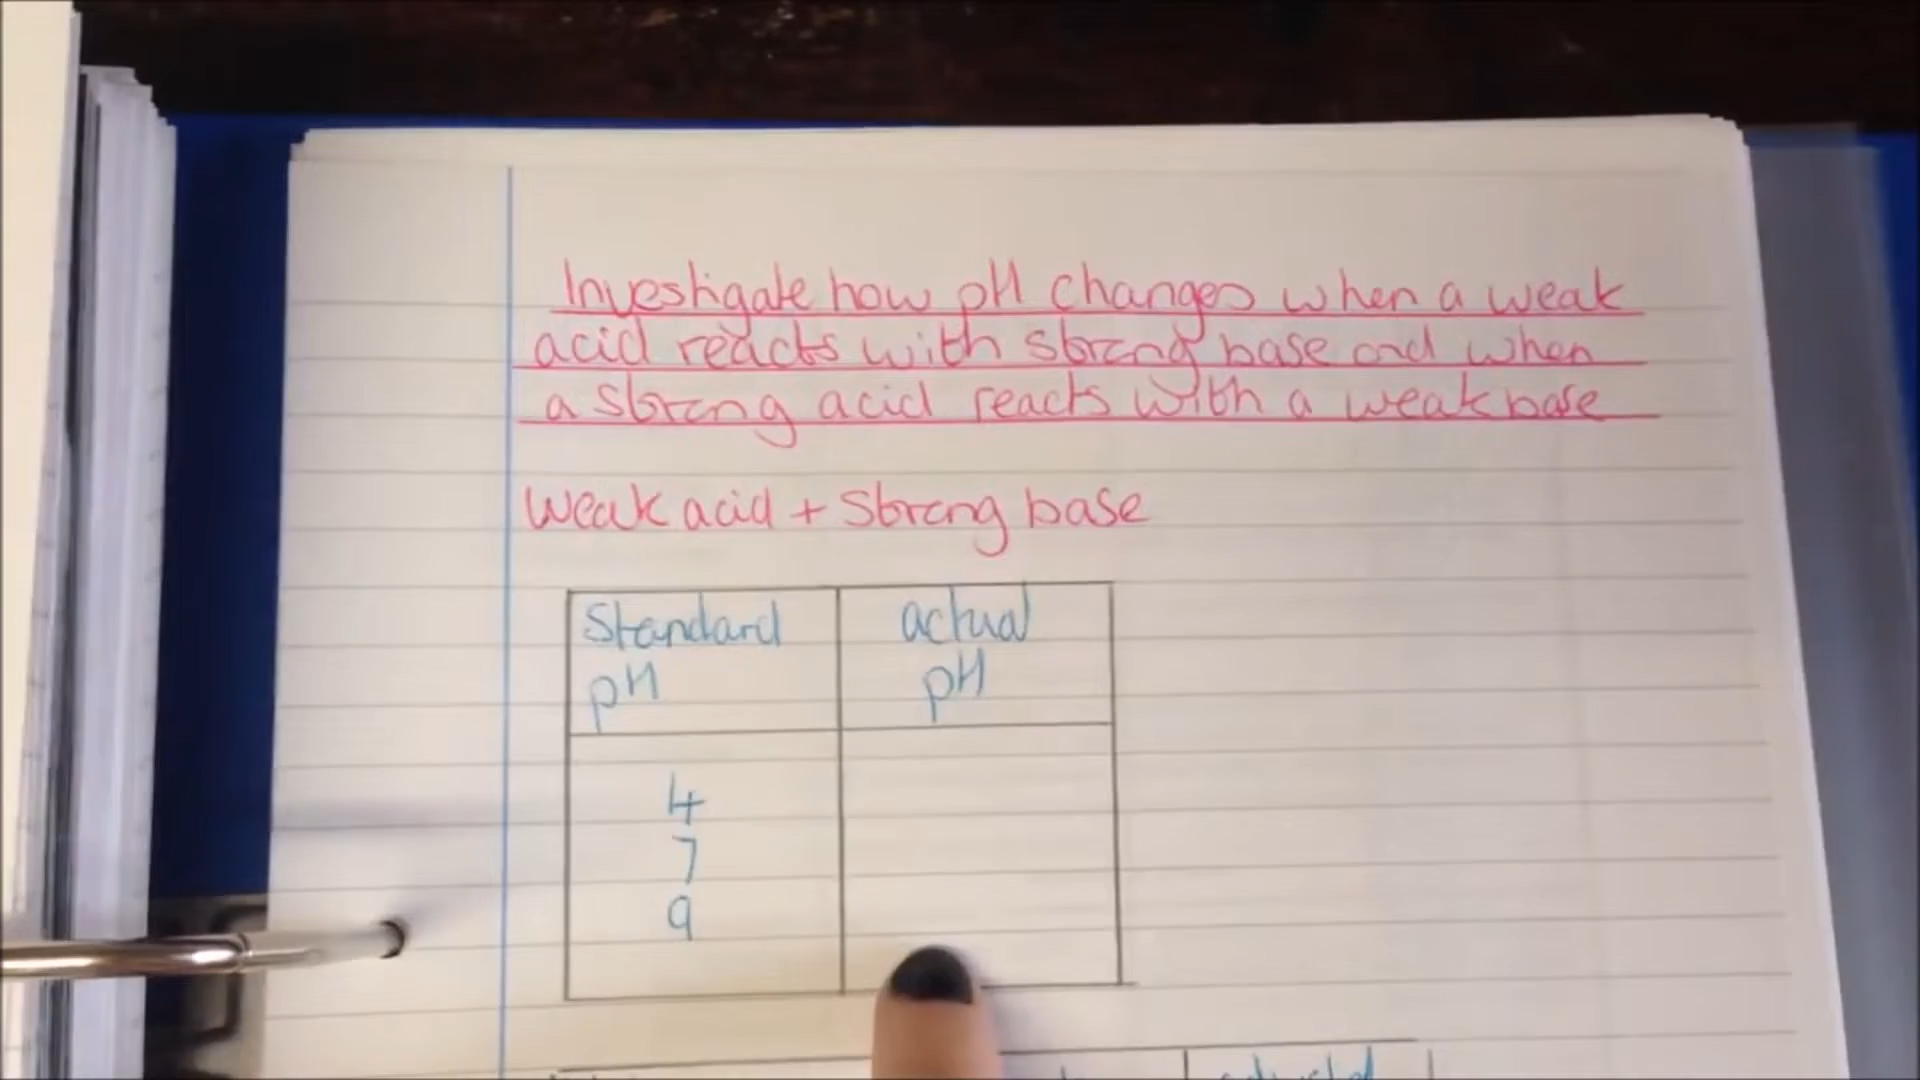 Investigate how pH changes when a weak
acid reacts with strong base and when
a strong acid reacts with a weak base
weak acid + Strong base
Standard pH
actual pH
4
7
9